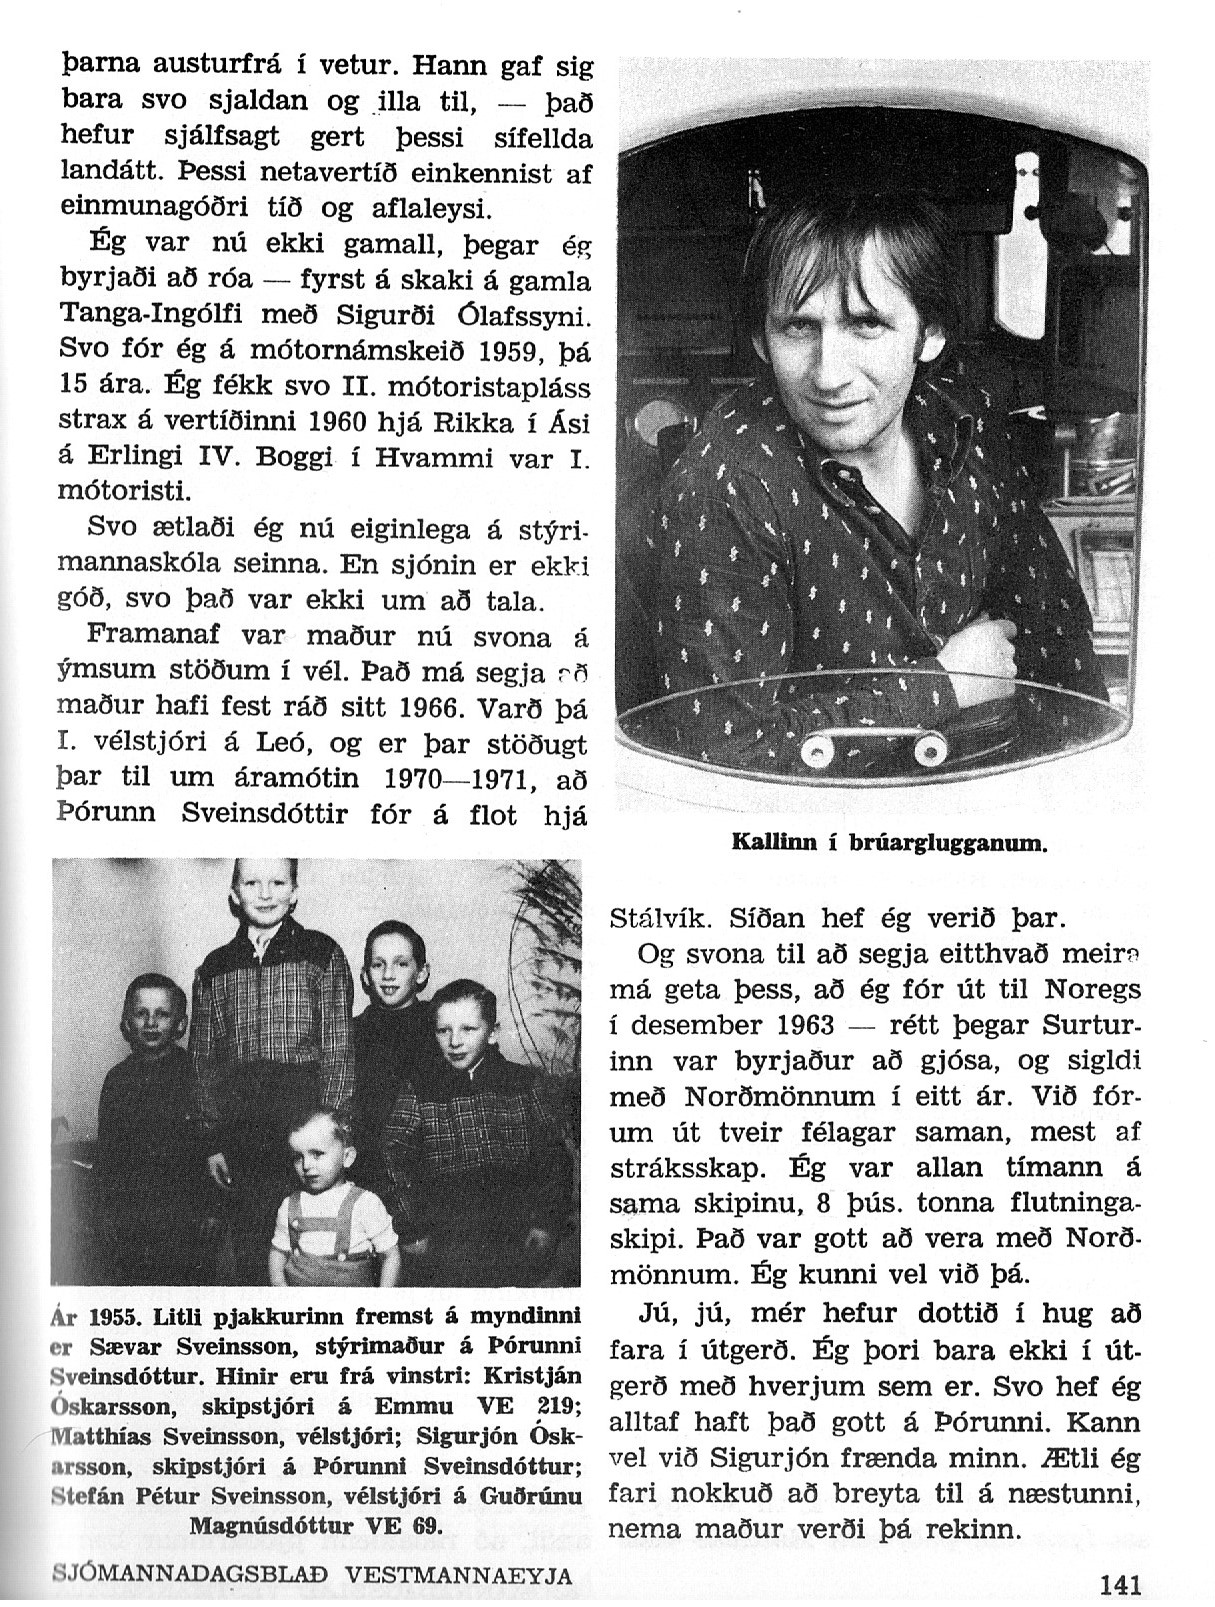 þarna austurfrá í vetur. Hann gaf sig
bara svo sjaldan og illa til, — það
hefur sjálfsagt gert þessi sífellda
landátt. Þessi netavertíð einkennist af
einmunagóðri tíð og aflaleysi.
Ég var nú ekki gamall, þegar ég
byrjaði að róa — fyrst á skaki á gamla
Tanga-Ingólfi með Sigurði Ólafssyni.
Svo fór ég á mótornámskeið 1959, þá
15 ára. Ég fékk svo II. mótoristapláss
strax á vertíðinni 1960 hjá Rikka í Ási
á Erlingi IV. Boggi í Hvammi var I.
mótoristi.
Svo ætlaði ég nú eiginlega á stýri-
mannaskóla seinna. En sjónin er ekki
góð, svo það var ekki um að tala.
Framanaf var maður nú svona á
ýmsum stöðum í vél. Það má segja að
maður hafi fest ráð sitt 1966. Varð þá
I. vélstjóri á Leó, og er þar stöðugt
þar til um áramótin 1970—1971, að
Þórunn Sveinsdóttir fór á flot hjá
Ár 1955. Litli pjakkurinn fremst á myndinni
er Sævar Sveinsson, stýrimaður á Þórunni
Sveinsdóttur. Hinir eru frá vinstri: Kristján
Óskarsson, skipstjóri á Emmu VE 219;
Matthías Sveinsson, vélstjóri; Sigurjón Ósk-
arsson, skipstjóri á Þórunni Sveinsdóttur;
Stefán Pétur Sveinsson, vélstjóri á Guðrúnu
Magnúsdóttur VE 69.
Kallinn í brúarglugganum.
Stálvík. Síðan hef ég verið þar.
Og svona til að segja eitthvað meira
má geta þess, að ég fór út til Noregs
í desember 1963 — rétt þegar Surtur-
inn var byrjaður að gjósa, og sigldi
með Norðmönnum í eitt ár. Við fór-
um út tveir félagar saman, mest af
stráksskap. Ég var allan tímann á
sama skipinu, 8 þús. tonna flutninga-
skipi. Það var gott að vera með Norð-
mönnum. Ég kunni vel við þá.
Jú, jú, mér hefur dottið í hug að
fara í útgerð. Ég þori bara ekki í út-
gerð með hverjum sem er. Svo hef ég
alltaf haft það gott á Þórunni. Kann
vel við Sigurjón frænda minn. Ætli ég
fari nokkuð að breyta til á næstunni,
nema maður verði þá rekinn.
SJÓMANNADAGSBLAÐ VESTMANNAEYJA
141